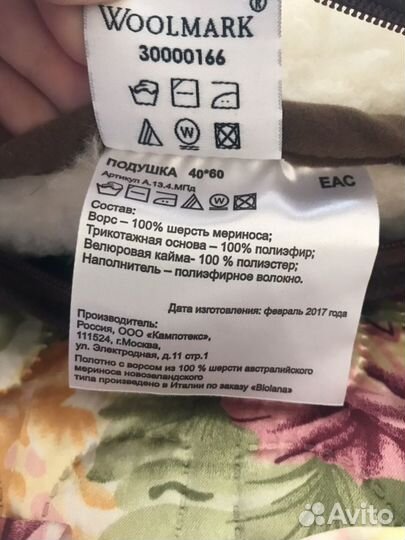 WOOLMARK ®
30000166
W
ПОДУШКА 40*60
Артикул А.13.4.МПд
W
EAC
Состав:
Ворс – 100% шерсть мериноса;
Трикотажная основа – 100% полиэфир;
Велюровая кайма- 100% полиэстер;
Наполнитель – полиэфирное волокно.
Дата изготовления: февраль 2017 года
Производитель:
Россия, ООО «Кампотекс»,
111524, г.Москва,
ул. Электродная, д.11 стр.1
Полотно с ворсом из 100 % шерсти австралийского
мериноса новозеландского
типа произведено в Италии по заказу «Biolana»
Avito